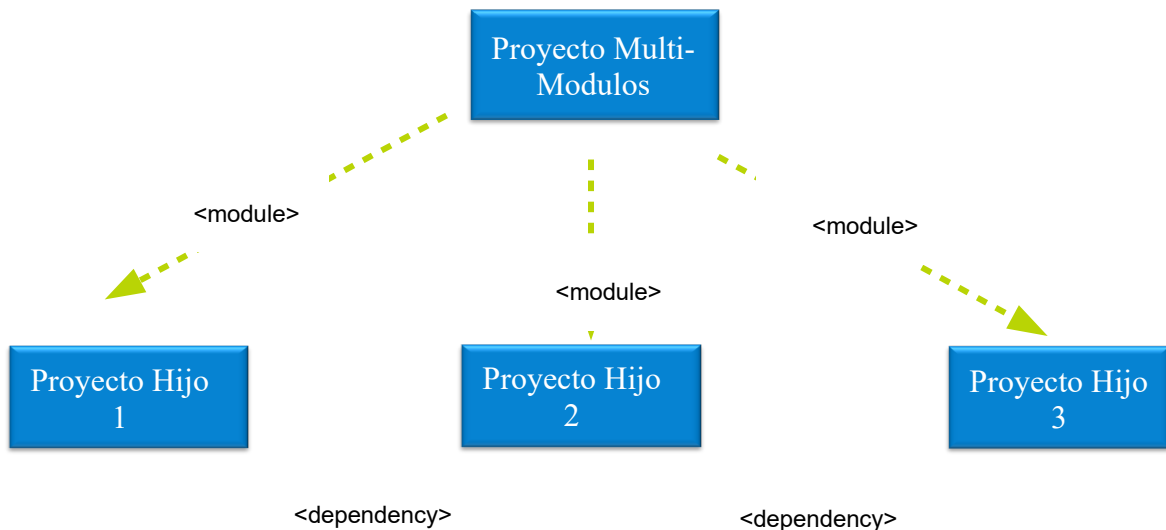 Proyecto Multi-
Modulos
<module>
<module>
<module>
Proyecto Hijo
1
Proyecto Hijo
2
Proyecto Hijo
3
<dependency>
<dependency>